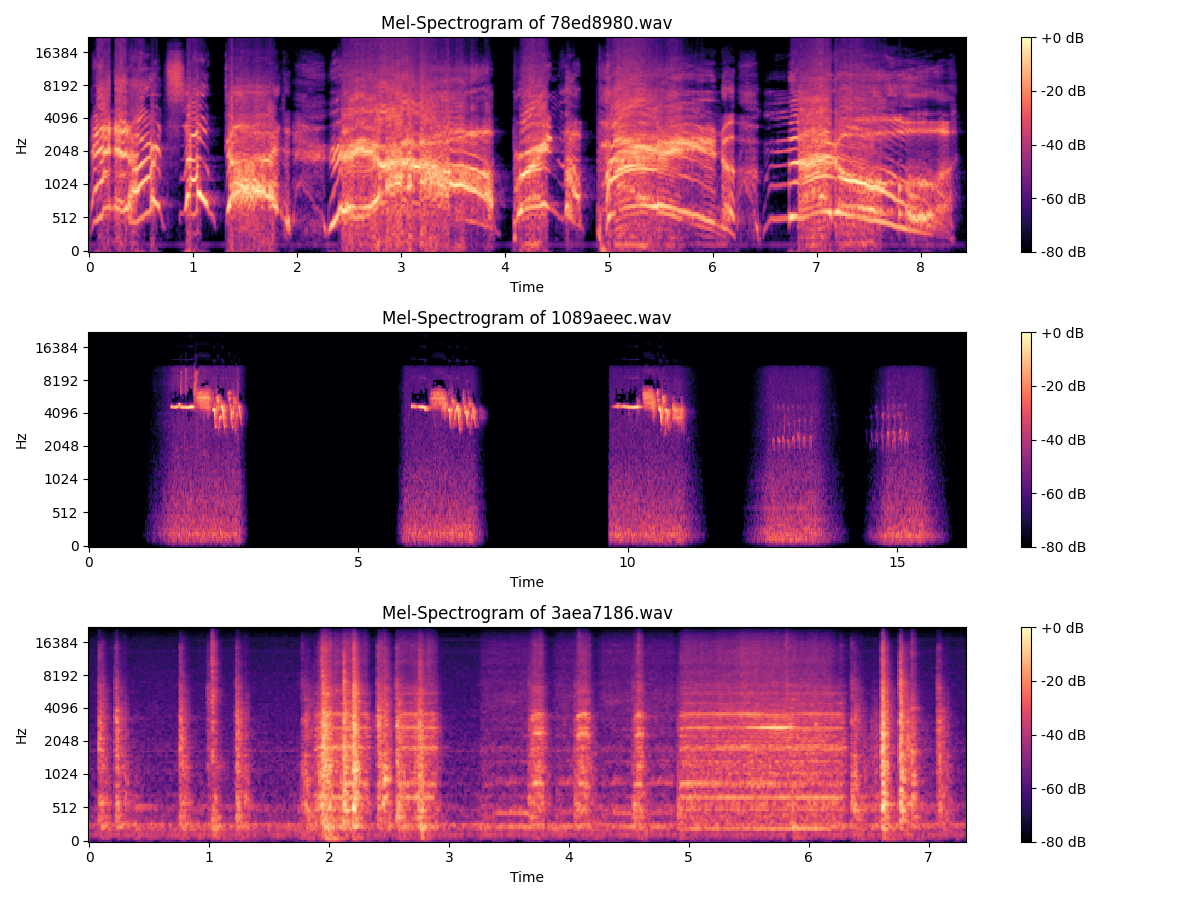 Mel-Spectrogram of 78ed8980.wav
16384
8192
4096
2048
1024
512
0
Hz
0 1 2 3 4 5 6 7 8
Time
+0 dB
-20 dB
-40 dB
-60 dB
-80 dB
Mel-Spectrogram of 1089aeec.wav
16384
8192
4096
2048
1024
512
0
Hz
0 5 10 15
Time
+0 dB
-20 dB
-40 dB
-60 dB
-80 dB
Mel-Spectrogram of 3aea7186.wav
16384
8192
4096
2048
1024
512
0
Hz
0 1 2 3 4 5 6 7
Time
+0 dB
-20 dB
-40 dB
-60 dB
-80 dB